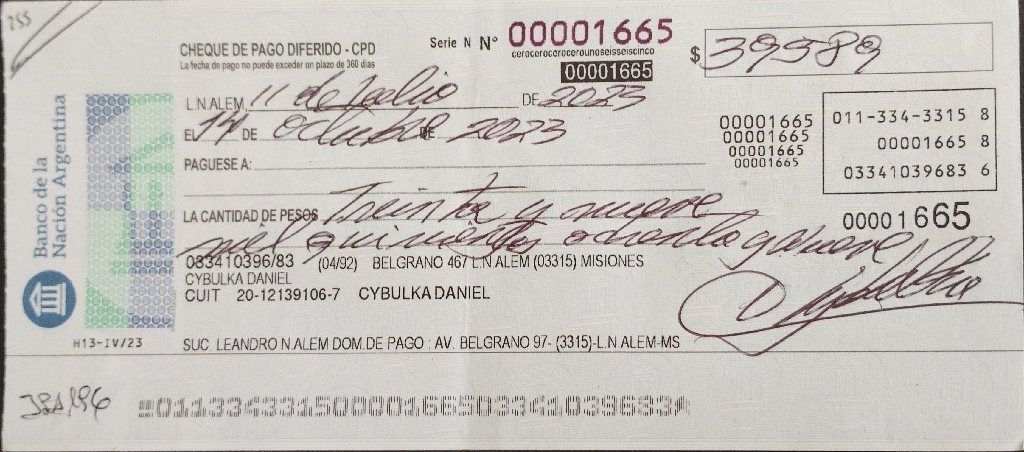 255
CHEQUE DE PAGO DIFERIDO - CPD
La fecha de pago no puede exceder un plazo de 360 días
Serie N Nº 00001665
cerocerocerocerounoseisseiscinco
00001665
$ 39589
L.N.ALEM, 11 de Julio DE 2023
EL 14 DE Octubre DE 2023
PAGUESE A:
00001665
00001665
00001665
00001665
011-334-3315 8
00001665 8
03341039683 6
LA CANTIDAD DE PESOS Treinta y nueve
mil quinientos ochenta y nueve
00001665
083410396/83 (04/92) BELGRANO 467 L.N ALEM (03315) MISIONES
CYBULKA DANIEL
CUIT 20-12139106-7 CYBULKA DANIEL
Banco de la
Nación Argentina
H13-IV/23
SUC. LEANDRO N.ALEM DOM.DE PAGO : AV. BELGRANO 97- (3315)-L.N ALEM-MS
01133433150000166503341039683